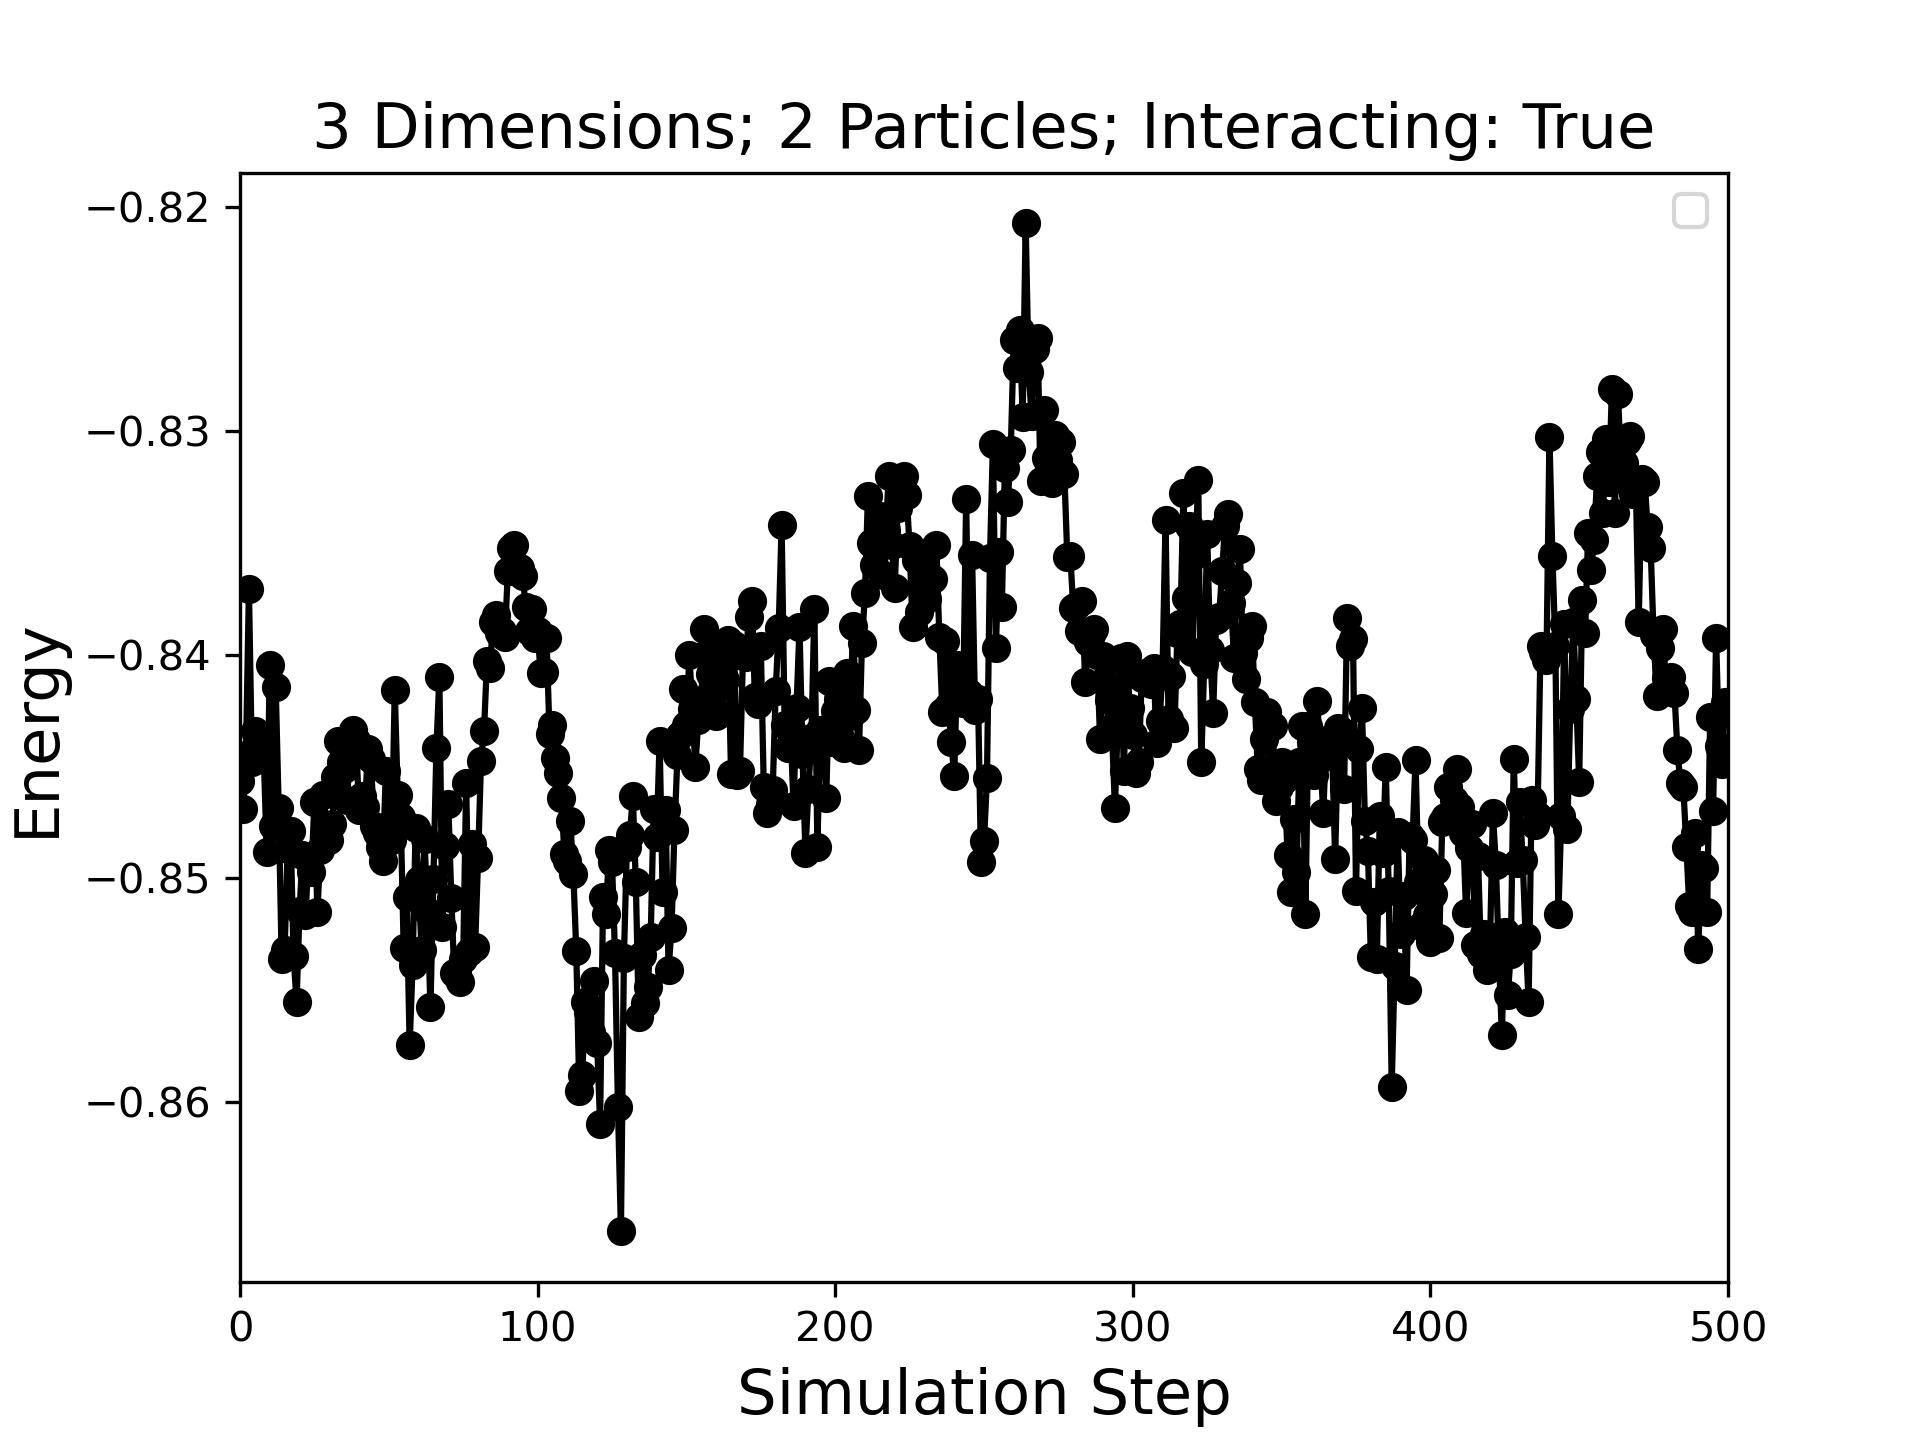 3 Dimensions; 2 Particles; Interacting: True
−0.82
−0.83
−0.84
−0.85
−0.86
Energy
0 100 200 300 400 500
Simulation Step